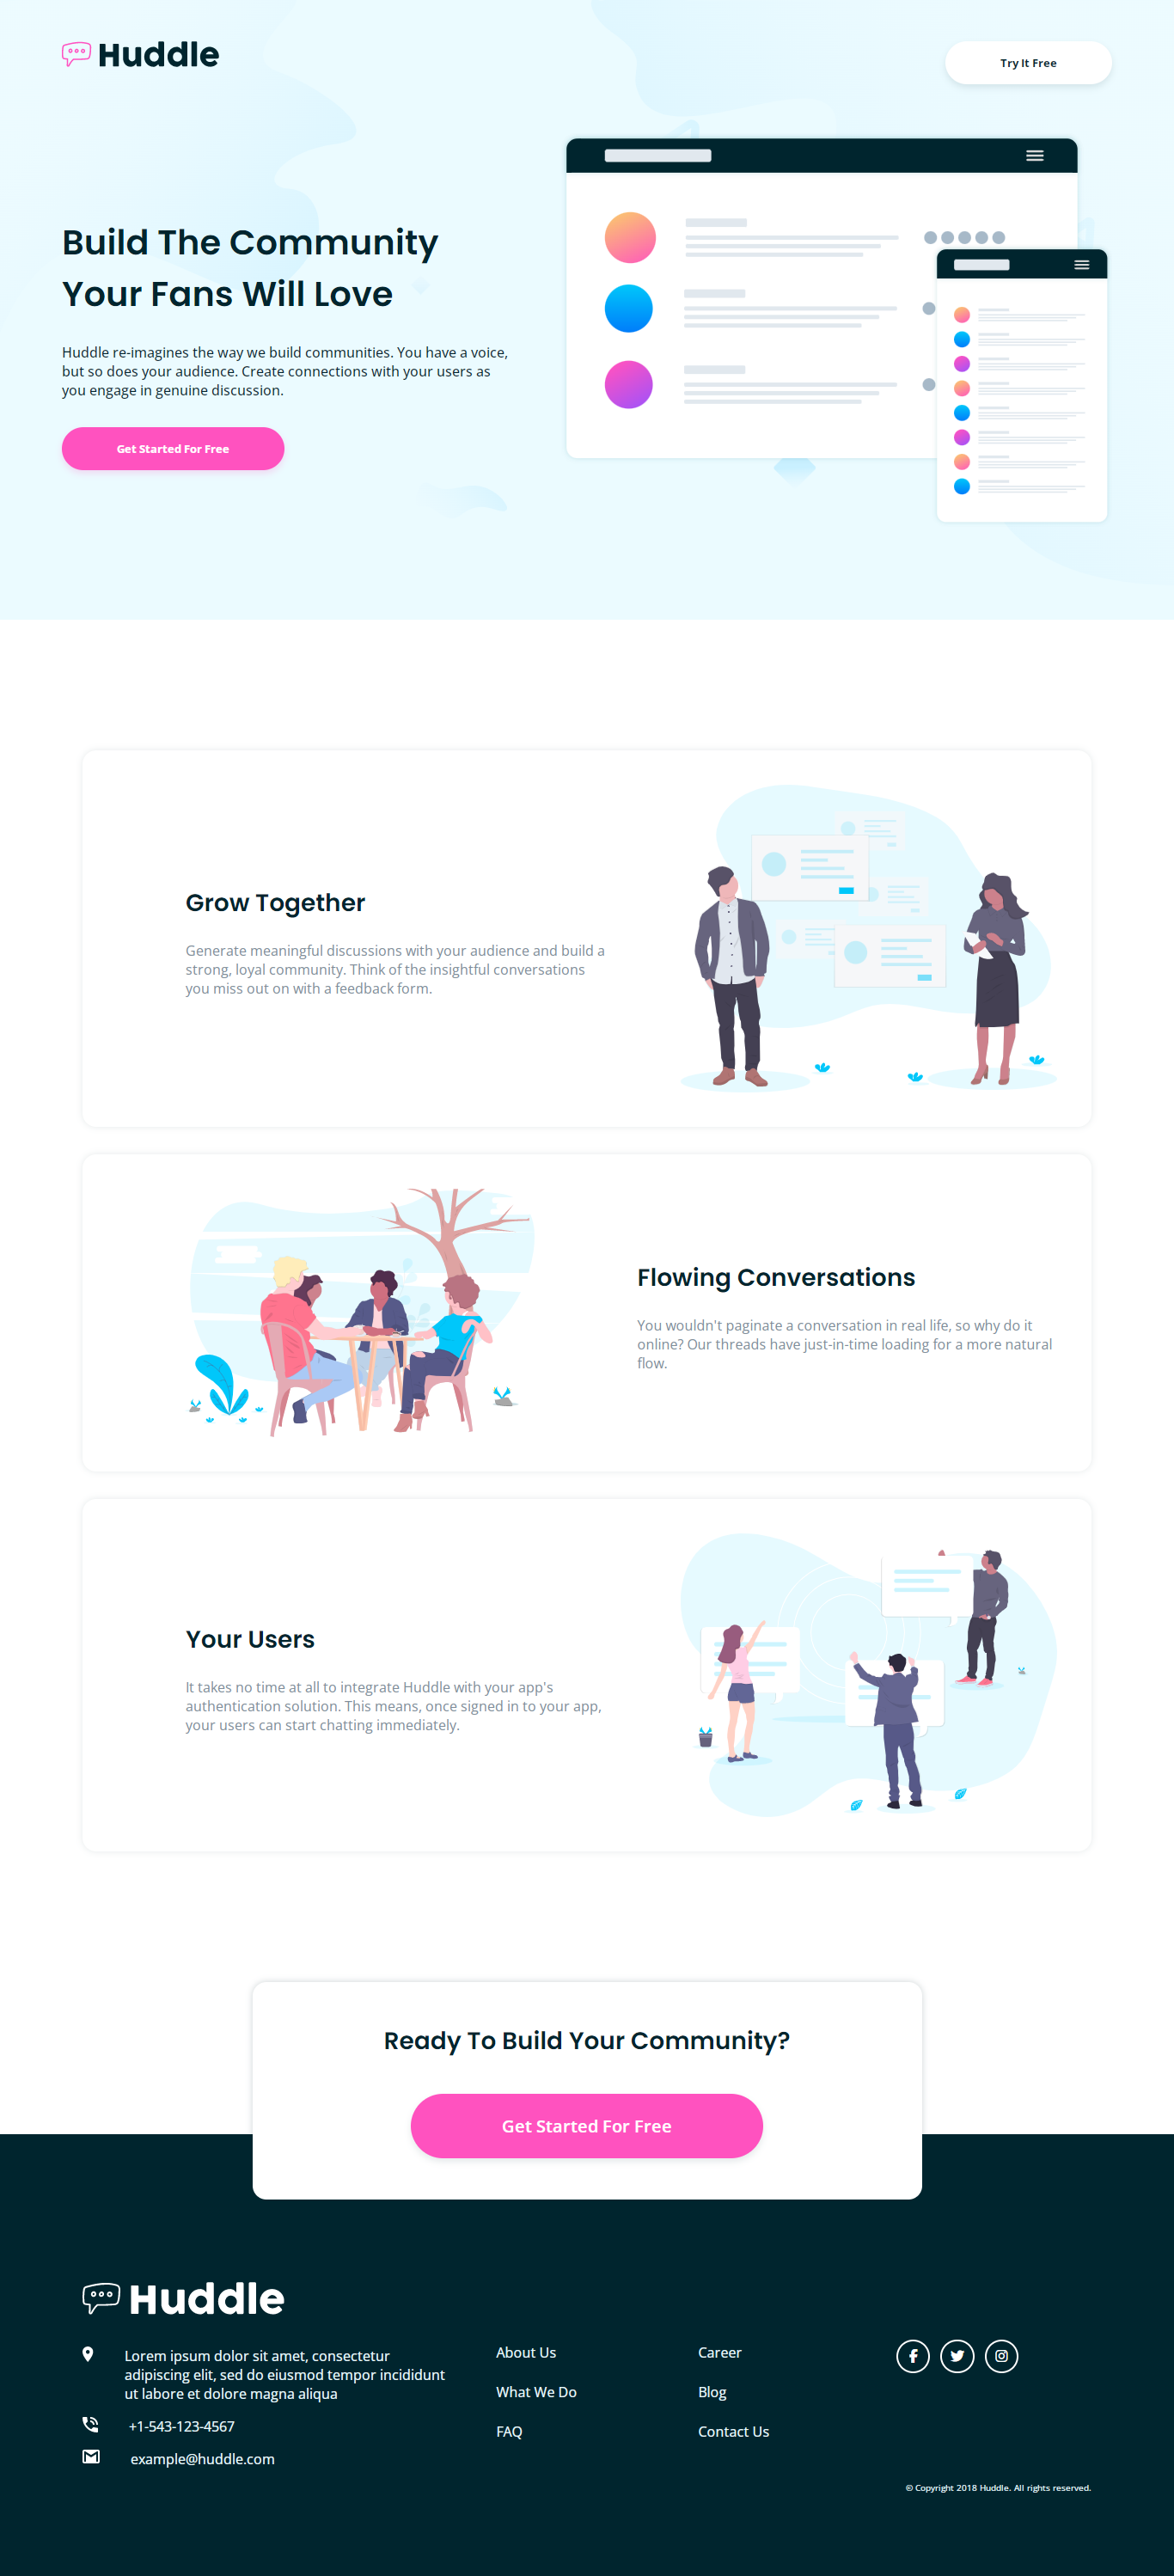 Huddle
Try It Free
Build The Community
Your Fans Will Love
Huddle re-imagines the way we build communities. You have a voice,
but so does your audience. Create connections with your users as
you engage in genuine discussion.
Get Started For Free
Grow Together
Generate meaningful discussions with your audience and build a
strong, loyal community. Think of the insightful conversations
you miss out on with a feedback form.
Flowing Conversations
You wouldn't paginate a conversation in real life, so why do it
online? Our threads have just-in-time loading for a more natural
flow.
Your Users
It takes no time at all to integrate Huddle with your app's
authentication solution. This means, once signed in to your app,
your users can start chatting immediately.
Ready To Build Your Community?
Get Started For Free
Huddle
Lorem ipsum dolor sit amet, consectetur
adipiscing elit, sed do eiusmod tempor incididunt
ut labore et dolore magna aliqua
+1-543-123-4567
example@huddle.com
About Us
What We Do
FAQ
Career
Blog
Contact Us
© Copyright 2018 Huddle. All rights reserved.